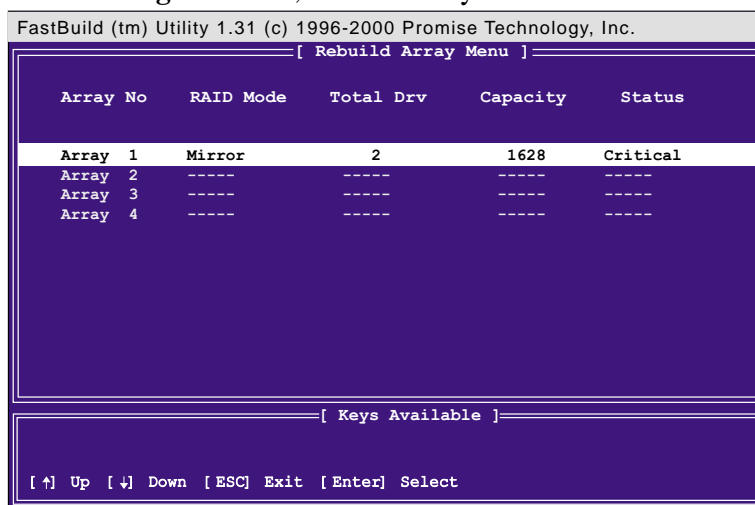 FastBuild (tm) Utility 1.31 (c) 1996-2000 Promise Technology, Inc.
[ Rebuild Array Menu ]
Array No RAID Mode Total Drv Capacity Status
Array 1 Mirror 2 1628 Critical
Array 2 ----- ----- ----- -----
Array 3 ----- ----- ----- -----
Array 4 ----- ----- ----- -----
[ Keys Available ]
[↑] Up [↓] Down [ESC] Exit [Enter] Select